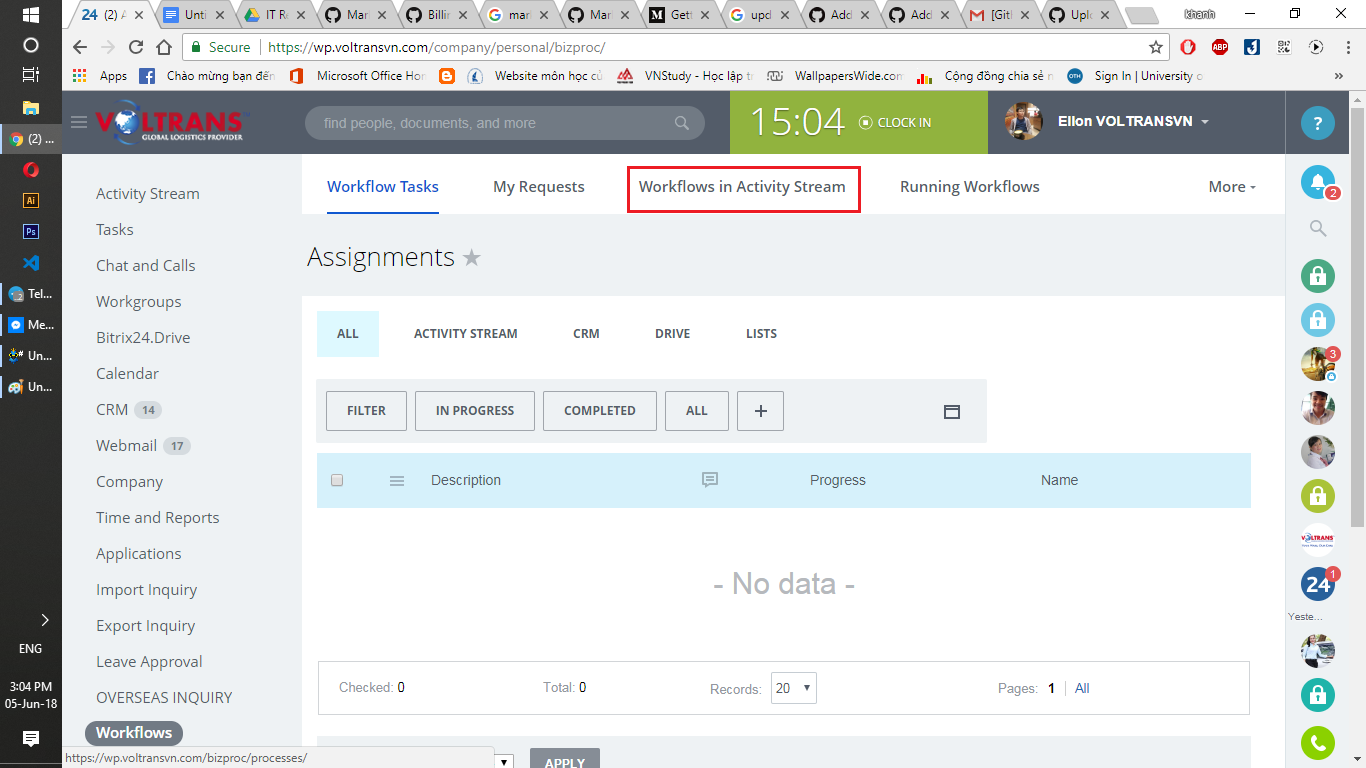 24 (2) A
Unti
IT R
Mar
Billin
mar
Mar
Gett
upd
Add
Add
[Git
Uplo
khanh
Secure
https://wp.voltransvn.com/company/personal/bizproc/
ABP
Apps
Chào mừng bạn đến
Microsoft Office Hon
Website môn học củ
VNStudy - Học lập t
WallpapersWide.com
Cộng đồng chia sẻ
OTH
Sign In | University o
VOLTRANS
GLOBAL LOGISTICS PROVIDER
find people, documents, and more
15:04
CLOCK IN
Ellon VOLTRANSVN
?
(2) ...
Ai
Ps
Tel...
Me...
Un...
Un...
ENG
3:04 PM
05-Jun-18
Activity Stream
Tasks
Chat and Calls
Workgroups
Bitrix24.Drive
Calendar
CRM 14
Webmail 17
Company
Time and Reports
Applications
Import Inquiry
Export Inquiry
Leave Approval
OVERSEAS INQUIRY
Workflows
Workflow Tasks
My Requests
Workflows in Activity Stream
Running Workflows
More
Assignments
ALL
ACTIVITY STREAM
CRM
DRIVE
LISTS
FILTER
IN PROGRESS
COMPLETED
ALL
+
Description
Progress
Name
- No data -
Checked: 0
Total: 0
Records: 20
Pages: 1
All
APPLY
https://wp.voltransvn.com/bizproc/processes/
2
3
VOLTRANS
24
1
Yeste...